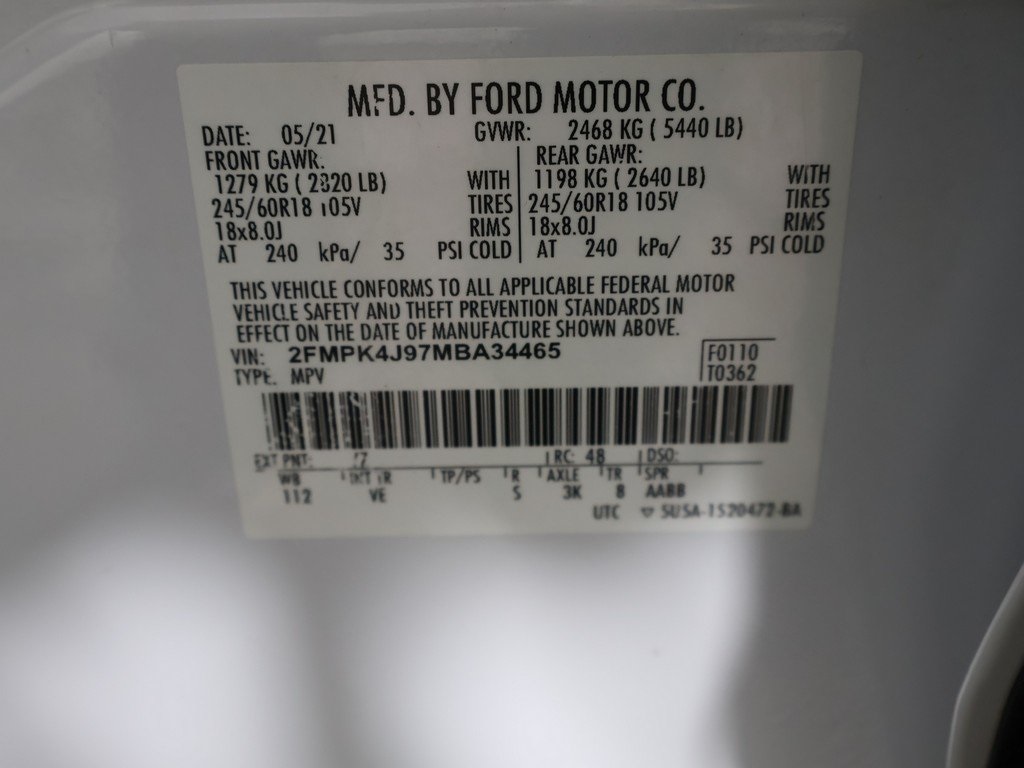 MFD. BY FORD MOTOR CO.
DATE: 05/21 GVWR: 2468 KG ( 5440 LB)
FRONT GAWR: REAR GAWR:
1279 KG ( 2820 LB) WITH 1198 KG ( 2640 LB) WITH
245/60R18 105V TIRES 245/60R18 105V TIRES
18x8.0J RIMS 18x8.0J RIMS
AT 240 kPa/ 35 PSI COLD AT 240 kPa/ 35 PSI COLD
THIS VEHICLE CONFORMS TO ALL APPLICABLE FEDERAL MOTOR
VEHICLE SAFETY AND THEFT PREVENTION STANDARDS IN
EFFECT ON THE DATE OF MANUFACTURE SHOWN ABOVE.
VIN: 2FMPK4J97MBA34465 F0110
TYPE: MPV T0362
EXT PNT: RC: 48 DSO:
WB INT TR TP/PS R AXLE TR SPR
112 VE S 3K 8 AABB
UTC 5USA-1520472-BA